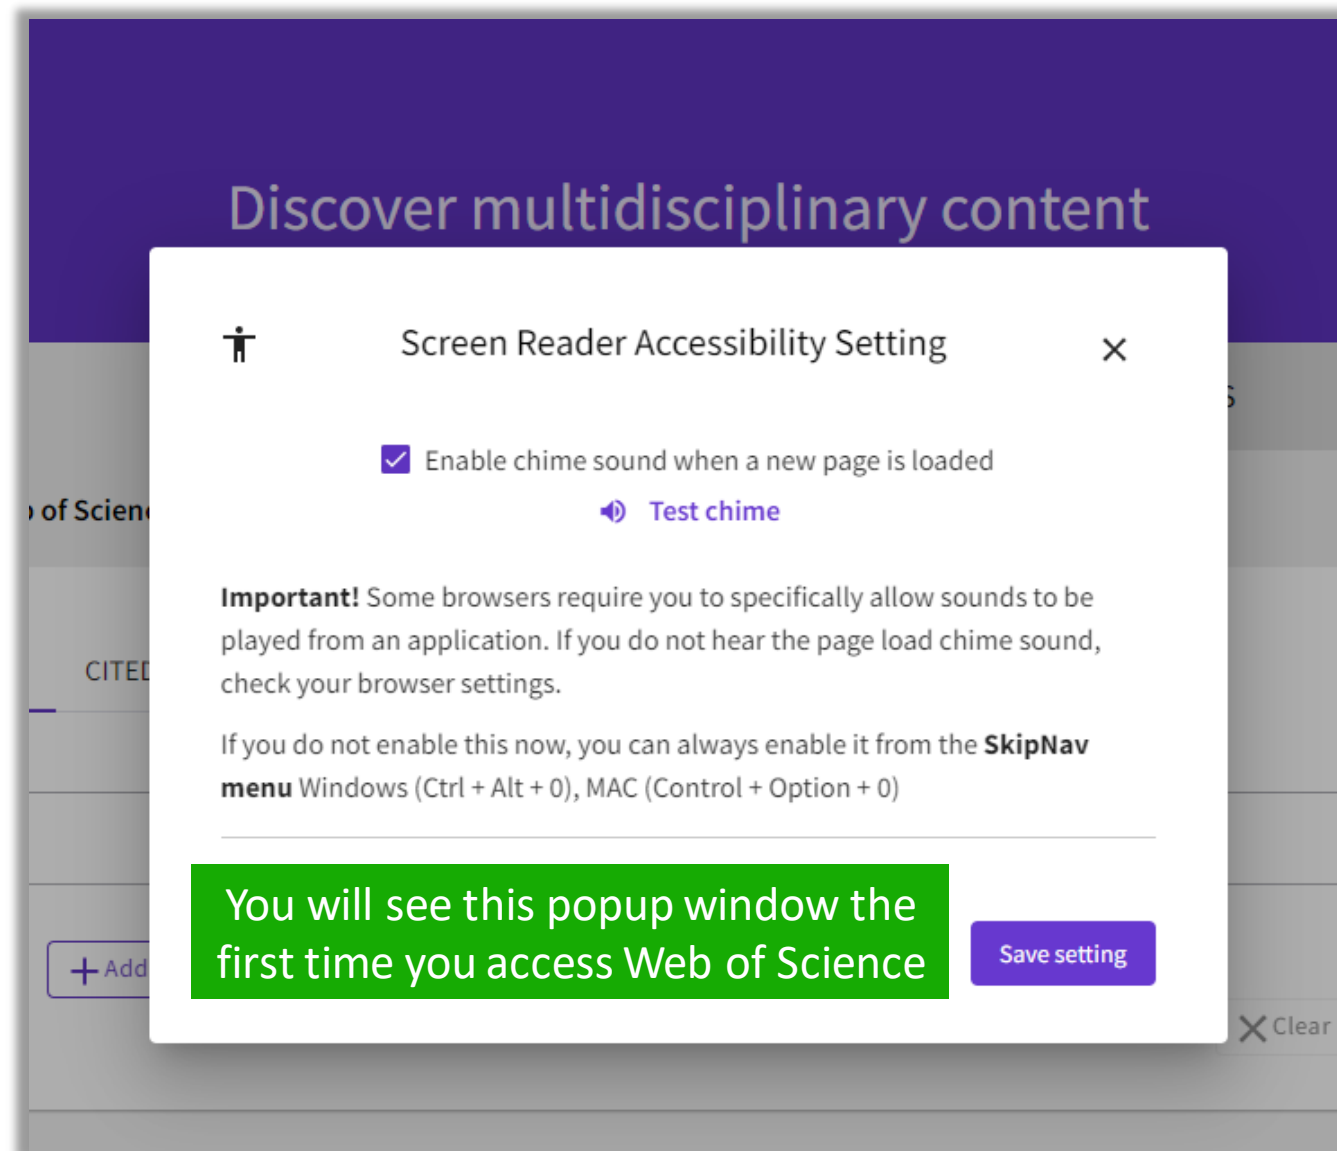 Discover multidisciplinary content
Screen Reader Accessibility Setting
Enable chime sound when a new page is loaded
of Scien
Test chime
Important! Some browsers require you to specifically allow sounds to be
played from an application. If you do not hear the page load chime sound,
CITED
check your browser settings.
If you do not enable this now, you can always enable it from the SkipNav
menu Windows (Ctrl + Alt + 0), MAC (Control + Option + 0)
You will see this popup window the
first time you access Web of Science
+ Add
Save setting
Clear